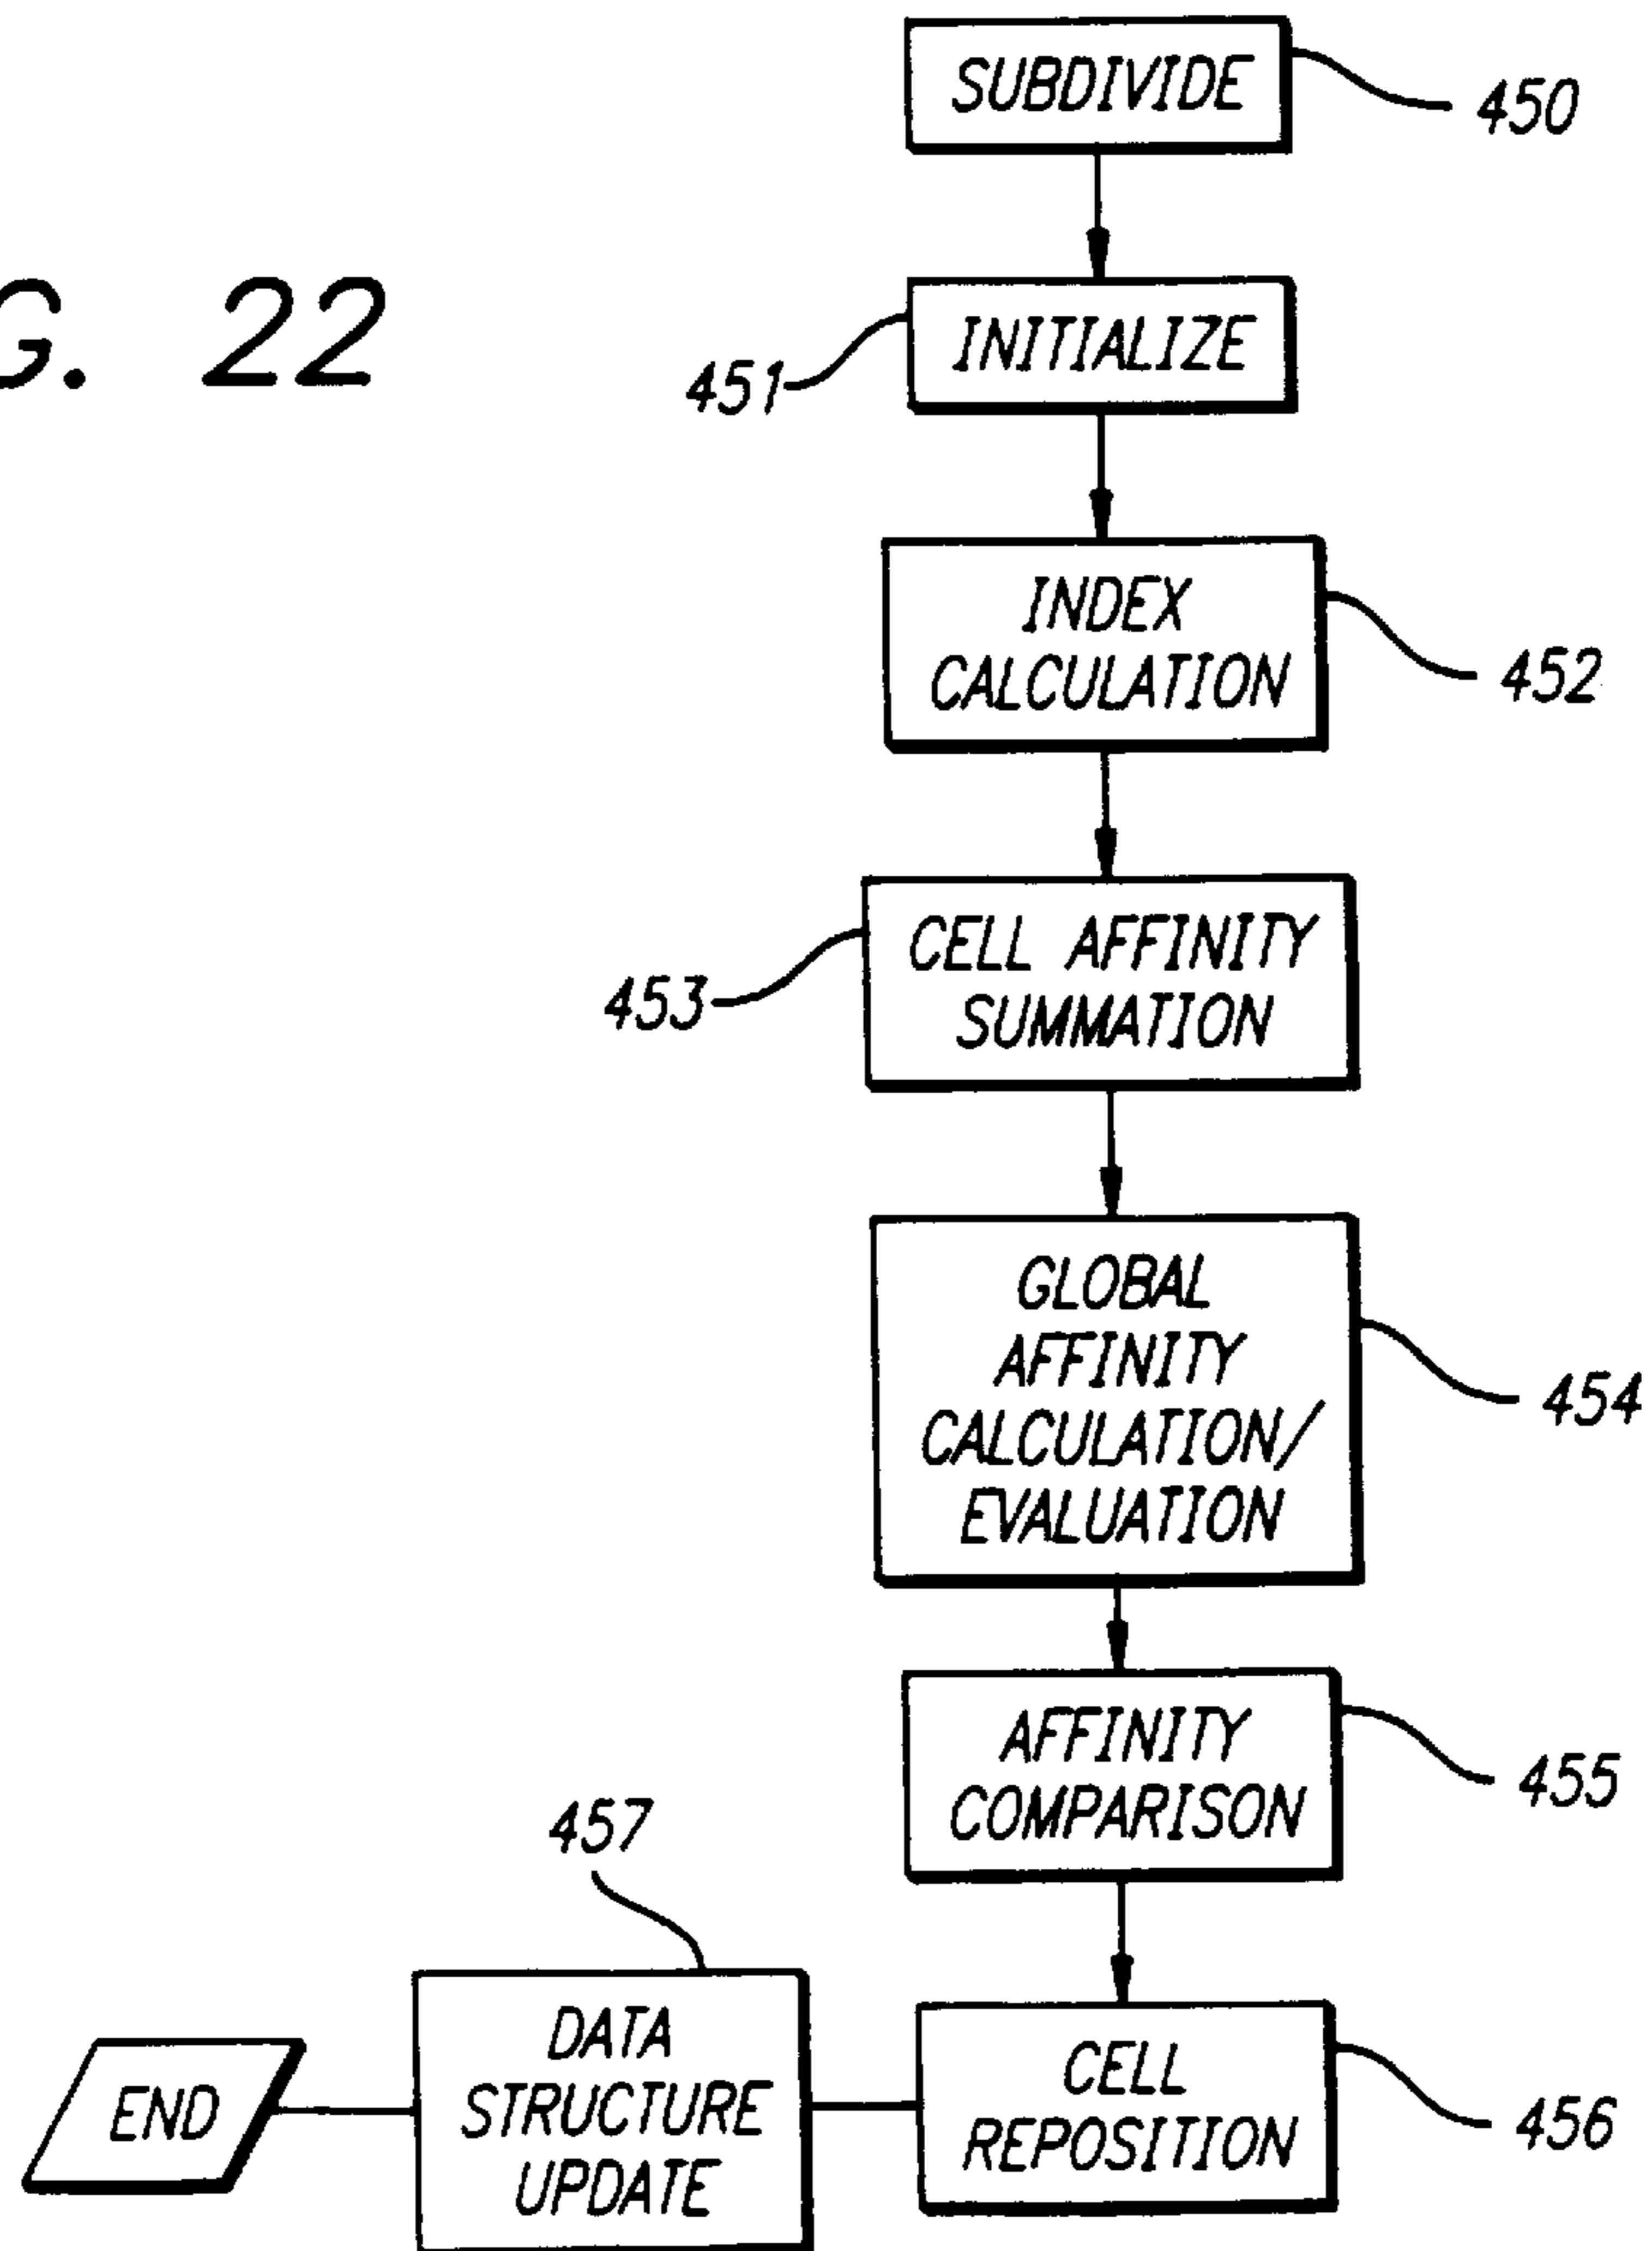 SUBDIVIDE
450
G. 22
INITIALIZE
451
INDEX
CALCULATION
452
CELL AFFINITY
SUMMATION
453
GLOBAL
AFFINITY
CALCULATION/
EVALUATION
454
AFFINITY
COMPARISON
455
457
DATA
STRUCTURE
UPDATE
CELL
REPOSITION
456
END